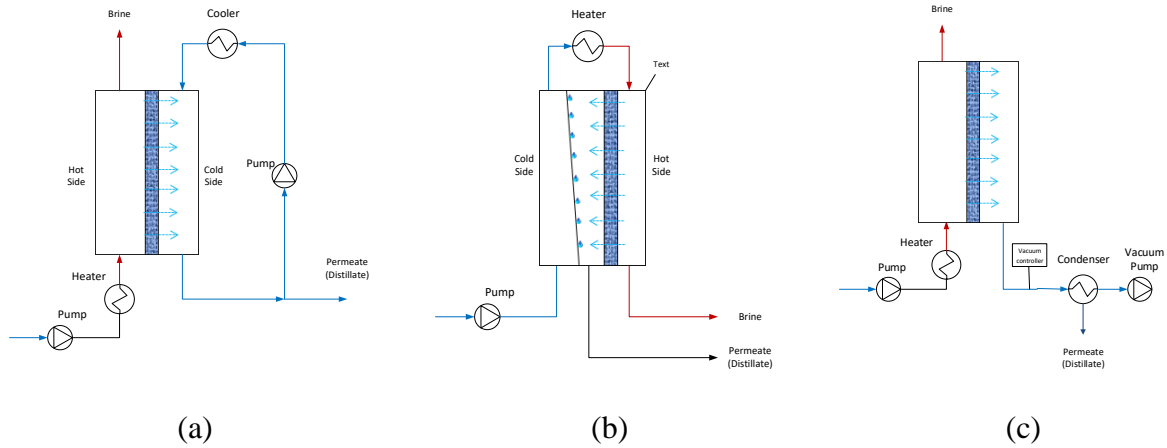 Brine
Cooler
Hot
Side
Cold
Side
Pump
Heater
Pump
Permeate
(Distillate)
(a)
Heater
Text
Cold
Side
Hot
Side
Pump
Brine
Permeate
(Distillate)
(b)
Brine
Heater
Pump
Vacuum
controller
Condenser
Vacuum
Pump
Permeate
(Distillate)
(c)